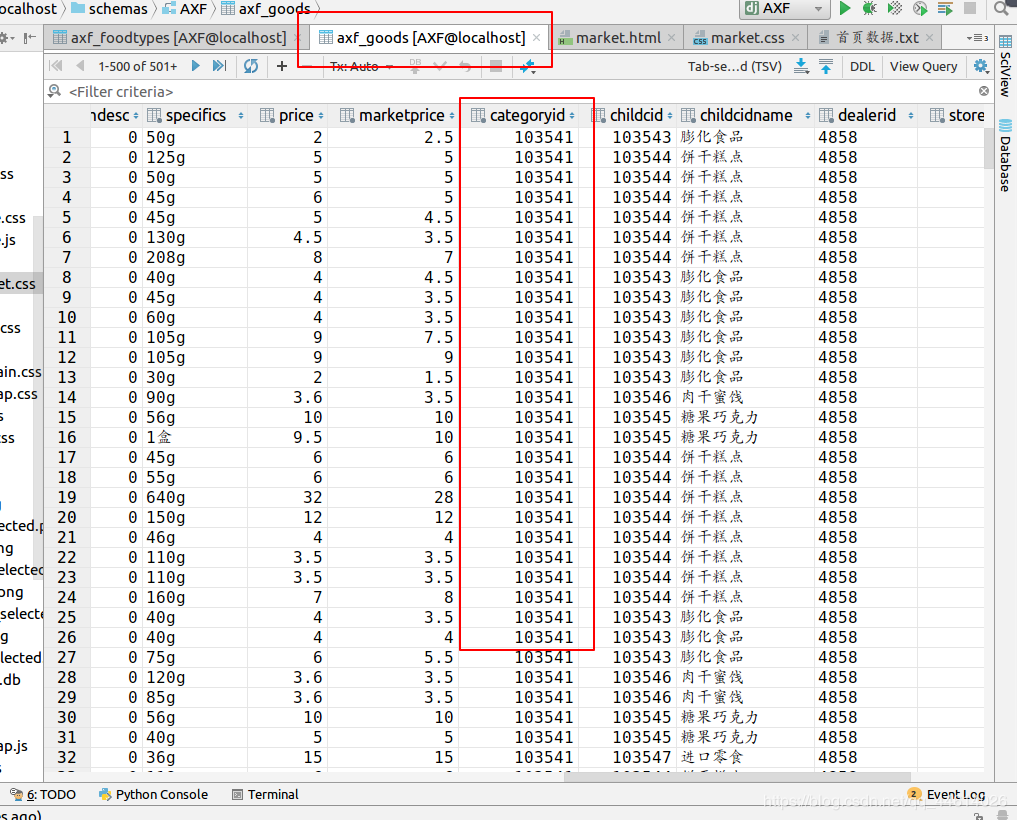 ocalhost schemas AXF axf_goods AXF
axf_foodtypes [AXF@localhost] axf_goods [AXF@localhost] market.html market.css 首页数据.txt
1-500 of 501+ Tx: Auto DB Tab-se...d (TSV) DDL View Query
<Filter criteria>
ndesc specifics price marketprice categoryid childcid childcidname dealerid store
1 0 50g 2 2.5 103541 103543 膨化食品 4858
2 0 125g 5 5 103541 103544 饼干糕点 4858
3 0 50g 5 5 103541 103544 饼干糕点 4858
4 0 45g 6 5 103541 103544 饼干糕点 4858
5 0 45g 5 4.5 103541 103544 饼干糕点 4858
6 0 130g 4.5 3.5 103541 103544 饼干糕点 4858
7 0 208g 8 7 103541 103544 饼干糕点 4858
8 0 40g 4 4.5 103541 103543 膨化食品 4858
9 0 45g 4 3.5 103541 103543 膨化食品 4858
10 0 60g 4 3.5 103541 103543 膨化食品 4858
11 0 105g 9 7.5 103541 103543 膨化食品 4858
12 0 105g 9 9 103541 103543 膨化食品 4858
13 0 30g 2 1.5 103541 103543 膨化食品 4858
14 0 90g 3.6 3.5 103541 103546 肉干蜜饯 4858
15 0 56g 10 10 103541 103545 糖果巧克力 4858
16 0 1盒 9.5 10 103541 103545 糖果巧克力 4858
17 0 45g 6 6 103541 103544 饼干糕点 4858
18 0 55g 6 6 103541 103544 饼干糕点 4858
19 0 640g 32 28 103541 103544 饼干糕点 4858
20 0 150g 12 12 103541 103544 饼干糕点 4858
21 0 46g 4 4 103541 103544 饼干糕点 4858
22 0 110g 3.5 3.5 103541 103544 饼干糕点 4858
23 0 110g 3.5 3.5 103541 103544 饼干糕点 4858
24 0 160g 7 8 103541 103544 饼干糕点 4858
25 0 40g 4 3.5 103541 103543 膨化食品 4858
26 0 40g 4 4 103541 103543 膨化食品 4858
27 0 75g 6 5.5 103541 103543 膨化食品 4858
28 0 120g 3.6 3.5 103541 103546 肉干蜜饯 4858
29 0 85g 3.6 3.5 103541 103546 肉干蜜饯 4858
30 0 56g 10 10 103541 103545 糖果巧克力 4858
31 0 40g 5 5 103541 103545 糖果巧克力 4858
32 0 36g 15 15 103541 103547 进口零食 4858
ss
.css
.js
et.css
css
ain.css
ap.css
s
ss
ected.p
ng
elected
ong
_selecte
g
lected
.db
ap.js
SciView
Database
6: TODO Python Console Terminal 2 Event Log
es ago)